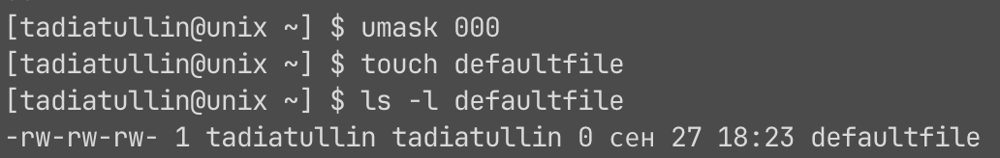 [tadiatullin@unix ~] $ umask 000
[tadiatullin@unix ~] $ touch defaultfile
[tadiatullin@unix ~] $ ls -l defaultfile
-rw-rw-rw- 1 tadiatullin tadiatullin 0 сен 27 18:23 defaultfile